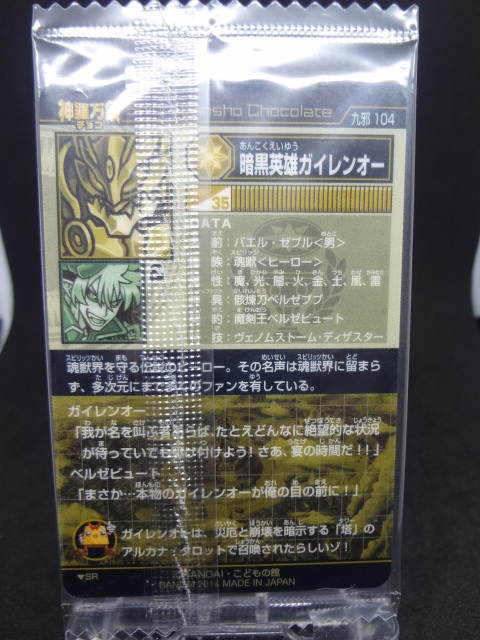 神羅万
チョコ
sho Chocolate
九邪 104
あんこくえいゆう
暗黒英雄ガイレンオー
35
DATA
前：バエル・ゼブル＜男＞
族：魂獣＜ヒーロー＞
性：魔、光、闇、火、金、土、風、雷
具：骸煉刀ベルゼブブ
豹：魔剣王ベルゼビュート
技：ヴェノムストーム・ディザスター
魂獣界を守る ヒーロー。その名声は魂獣界に留まら
ず、多次元にま のファンを有している。
ガイレンオー
「我が名を叫ぶ者 らば、たとえどんなに絶望的な状況
が待っていても け付けよう！さあ、宴の時間だ！！」
ベルゼビュート
「まさか…本物のガイレンオーが俺の目の前に！」
ガイレンオーは、災厄と崩壊を暗示する「塔」の
アルカナ・タロットで召喚されたらしいゾ！
▼SR
©BANDAI・こどもの館
BANDAI 2014 MADE IN JAPAN